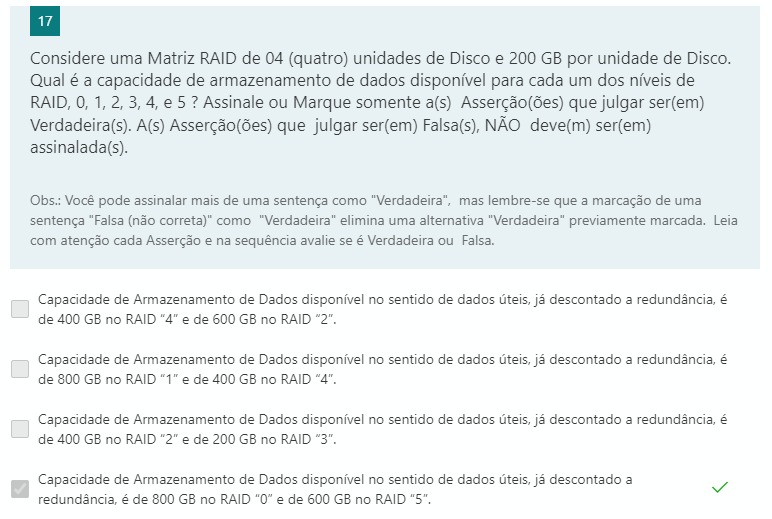 17
Considere uma Matriz RAID de 04 (quatro) unidades de Disco e 200 GB por unidade de Disco.
Qual é a capacidade de armazenamento de dados disponível para cada um dos níveis de
RAID, 0, 1, 2, 3, 4, e 5 ? Assinale ou Marque somente a(s) Asserção(ões) que julgar ser(em)
Verdadeira(s). A(s) Asserção(ões) que julgar ser(em) Falsa(s), NÃO deve(m) ser(em)
assinalada(s).
Obs.: Você pode assinalar mais de uma sentença como "Verdadeira", mas lembre-se que a marcação de uma
sentença "Falsa (não correta)" como "Verdadeira" elimina uma alternativa "Verdadeira" previamente marcada. Leia
com atenção cada Asserção e na sequência avalie se é Verdadeira ou Falsa.
Capacidade de Armazenamento de Dados disponível no sentido de dados úteis, já descontado a redundância, é
de 400 GB no RAID “4” e de 600 GB no RAID “2”.
Capacidade de Armazenamento de Dados disponível no sentido de dados úteis, já descontado a redundância, é
de 800 GB no RAID “1” e de 400 GB no RAID “4”.
Capacidade de Armazenamento de Dados disponível no sentido de dados úteis, já descontado a redundância, é
de 400 GB no RAID “2” e de 200 GB no RAID “3”.
Capacidade de Armazenamento de Dados disponível no sentido de dados úteis, já descontado a
redundância, é de 800 GB no RAID “0” e de 600 GB no RAID “5”.